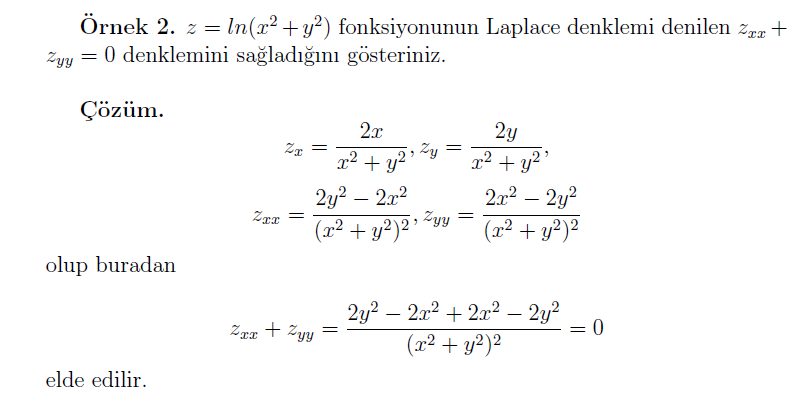 Örnek 2. z = ln(x² + y²) fonksiyonunun Laplace denklemi denilen z_xx +
z_yy = 0 denklemini sağladığını gösteriniz.
Çözüm.
z_x = 2x / (x² + y²), z_y = 2y / (x² + y²),
z_xx = (2y² − 2x²) / (x² + y²)², z_yy = (2x² − 2y²) / (x² + y²)²
olup buradan
z_xx + z_yy = (2y² − 2x² + 2x² − 2y²) / (x² + y²)² = 0
elde edilir.